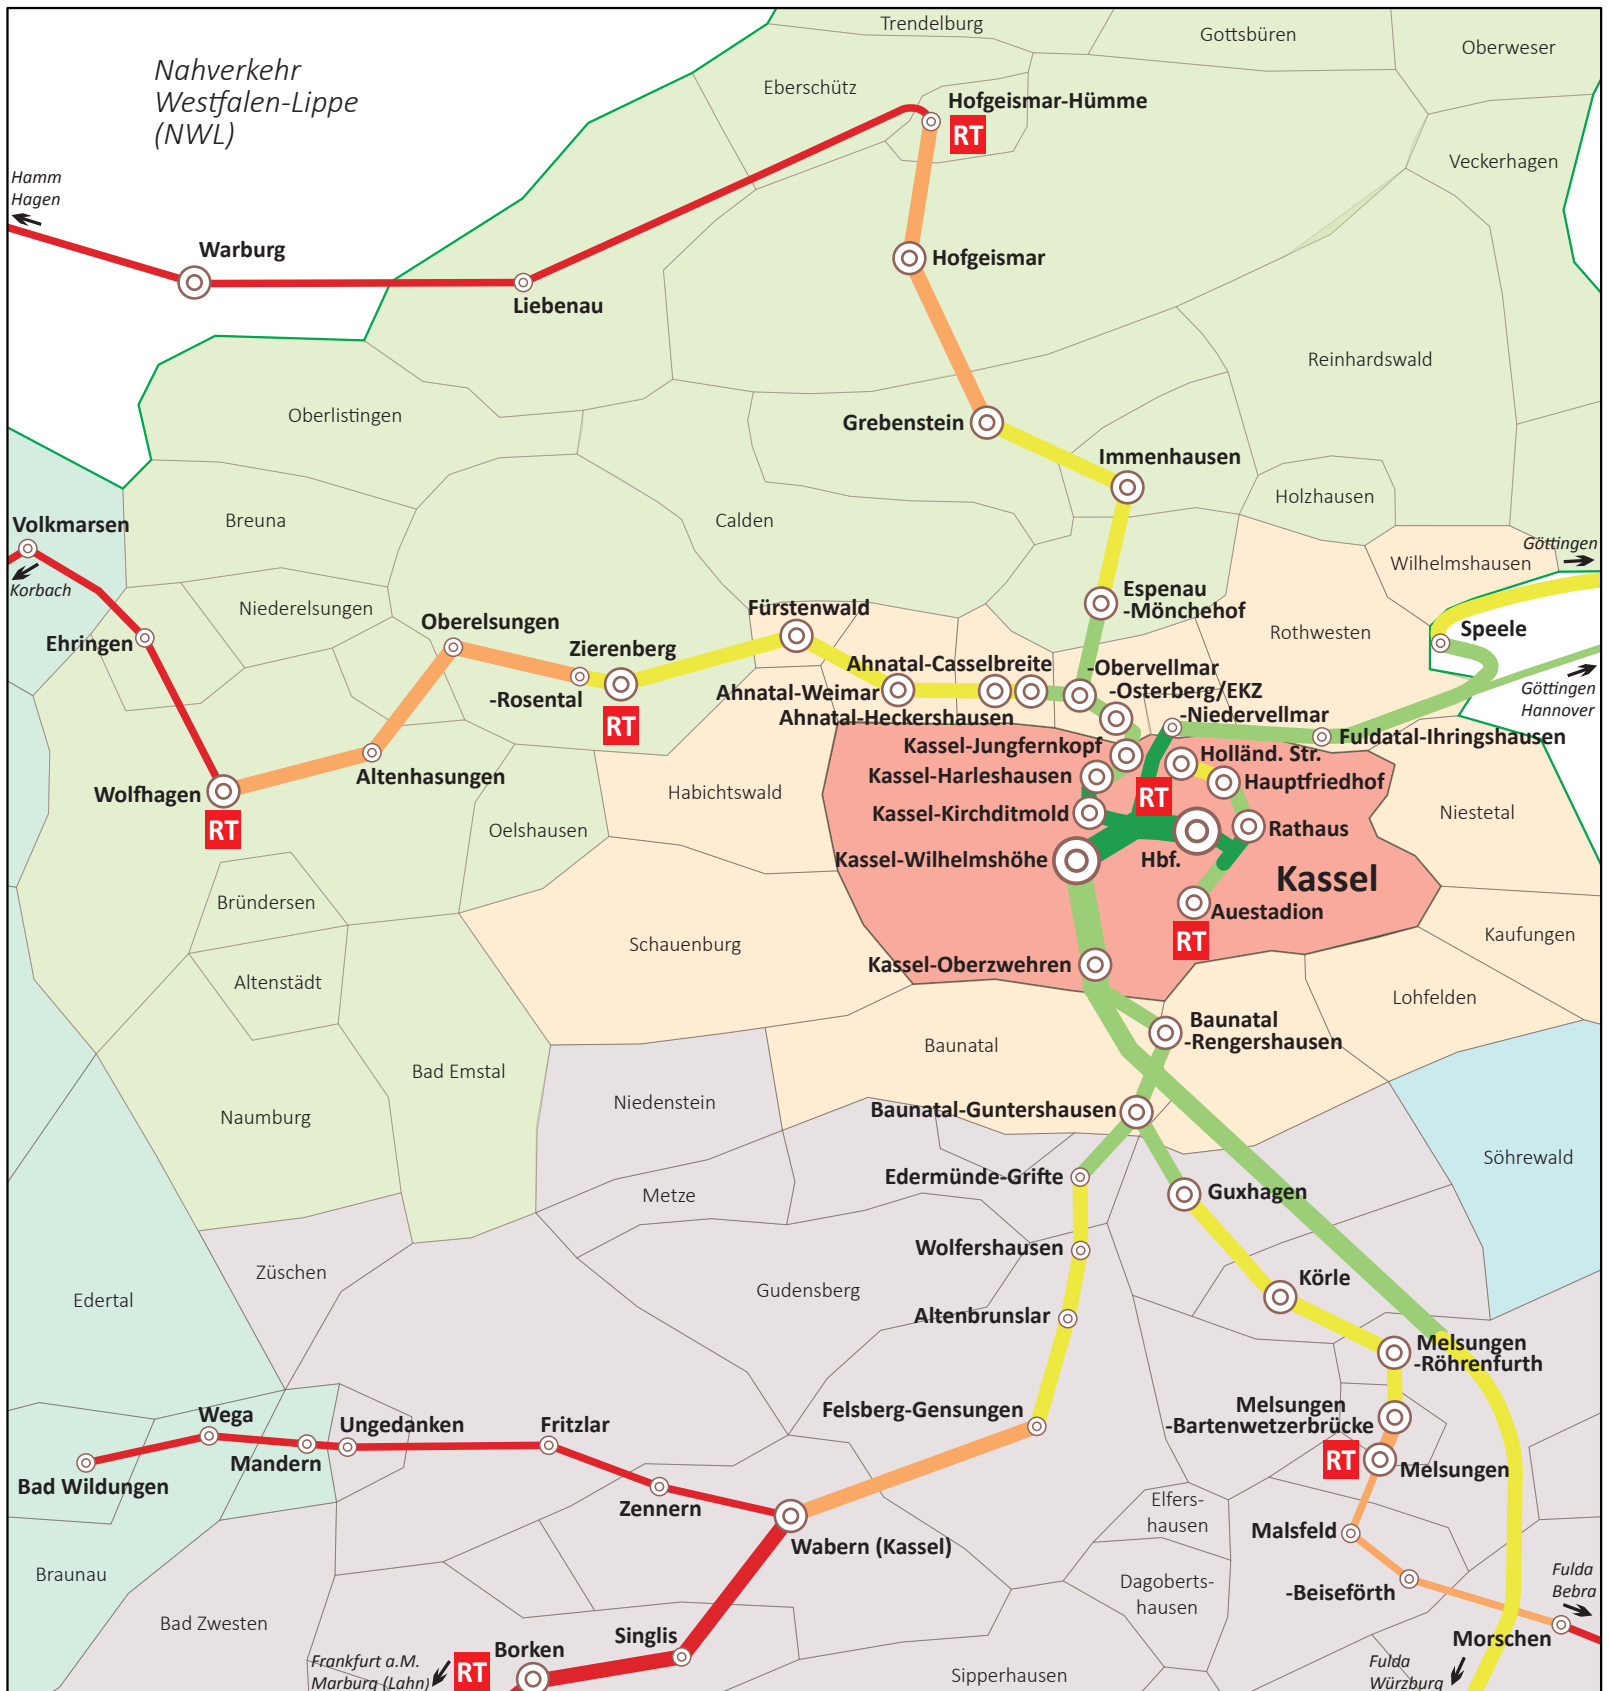 Trendelburg
Gottsbüren
Oberweser
Nahverkehr
Westfalen-Lippe
(NWL)
Eberschütz
Hofgeismar-Hümme
RT
Veckerhagen
Hamm
Hagen
Warburg
Hofgeismar
Liebenau
Reinhardswald
Oberlistingen
Grebenstein
Immenhausen
Holzhausen
Volkmarsen
Breuna
Calden
Göttingen
Wilhelmshausen
Korbach
Niederelsungen
Fürstenwald
Espenau
-Mönchehof
Oberelsungen
Rothwesten
Speele
Ehringen
Zierenberg
Ahnatal-Casselbreite
-Obervellmar
-Rosental
Ahnatal-Weimar
-Osterberg/EKZ
Göttingen
Hannover
RT
Ahnatal-Heckershausen
-Niedervellmar
Fuldatal-Ihringshausen
Kassel-Jungfernkopf
Holländ. Str.
Altenhasungen
Kassel-Harleshausen
Hauptfriedhof
Wolfhagen
Habichtswald
RT
Kassel-Kirchditmold
Niestetal
RT
Oelshausen
Rathaus
Kassel-Wilhelmshöhe
Hbf.
Kassel
Bründersen
Auestadion
Schauenburg
RT
Kaufungen
Kassel-Oberzwehren
Altenstädt
Lohfelden
Baunatal
-Rengershausen
Baunatal
Bad Emstal
Niedenstein
Naumburg
Baunatal-Guntershausen
Söhrewald
Edermünde-Grifte
Metze
Guxhagen
Wolfershausen
Züschen
Körle
Gudensberg
Edertal
Altenbrunslar
Melsungen
-Röhrenfurth
Felsberg-Gensungen
Melsungen
-Bartenwetzerbrücke
Wega
Ungedanken
Fritzlar
Mandern
RT
Melsungen
Bad Wildungen
Zennern
Elfers-
hausen
Malsfeld
Wabern (Kassel)
Braunau
Dagoberts-
hausen
-Beiseförth
Fulda
Bebra
Bad Zwesten
Singlis
Morschen
Borken
Frankfurt a.M.
Marburg (Lahn)
RT
Sipperhausen
Fulda
Würzburg